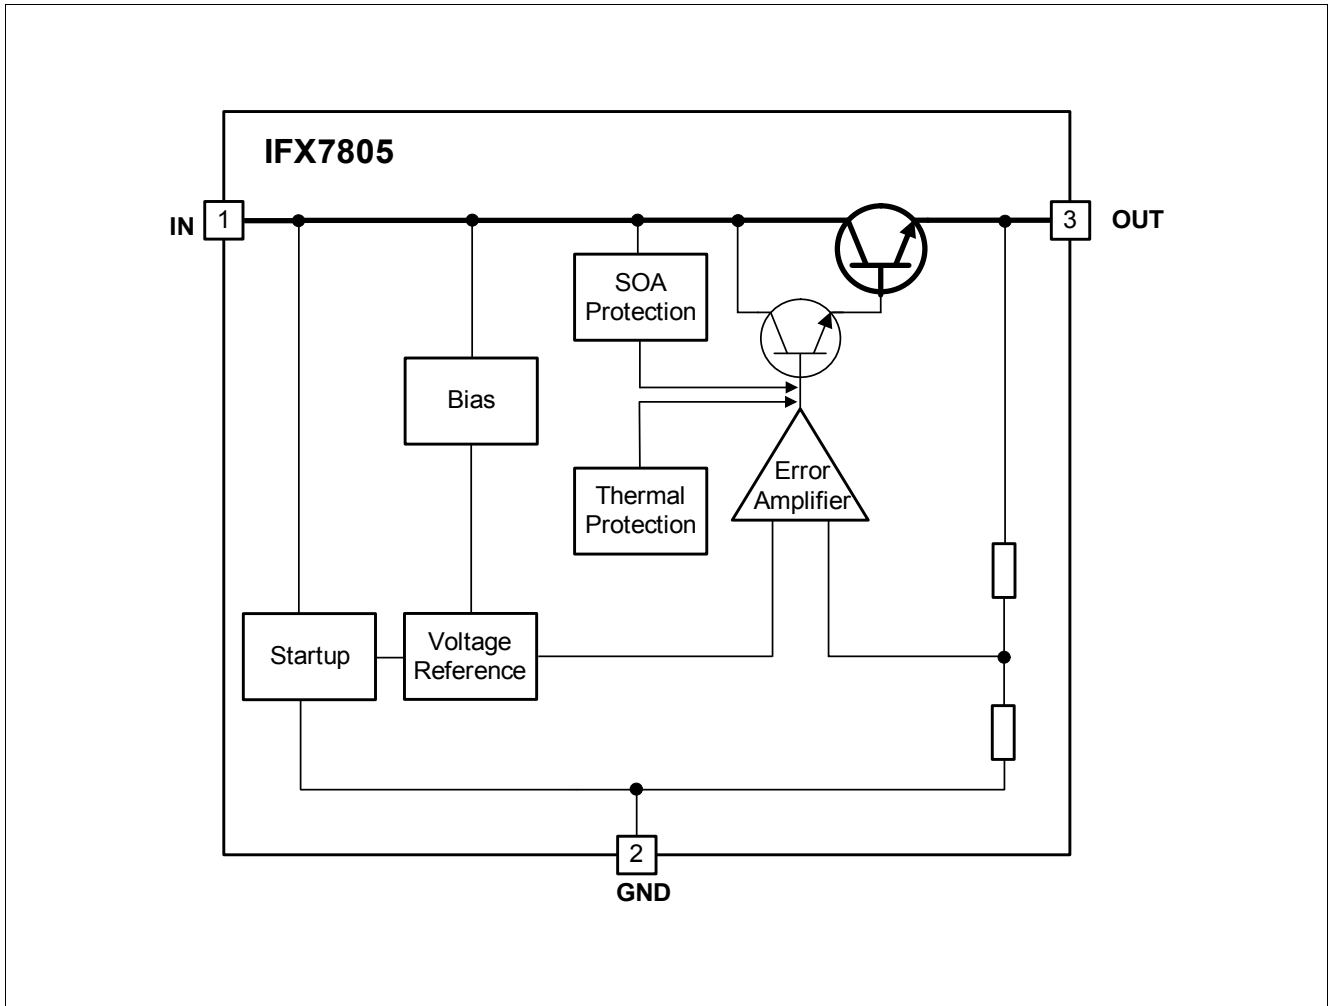 IFX7805
IN
1
3
OUT
SOA
Protection
Bias
Error
Amplifier
Thermal
Protection
Startup
Voltage
Reference
2
GND